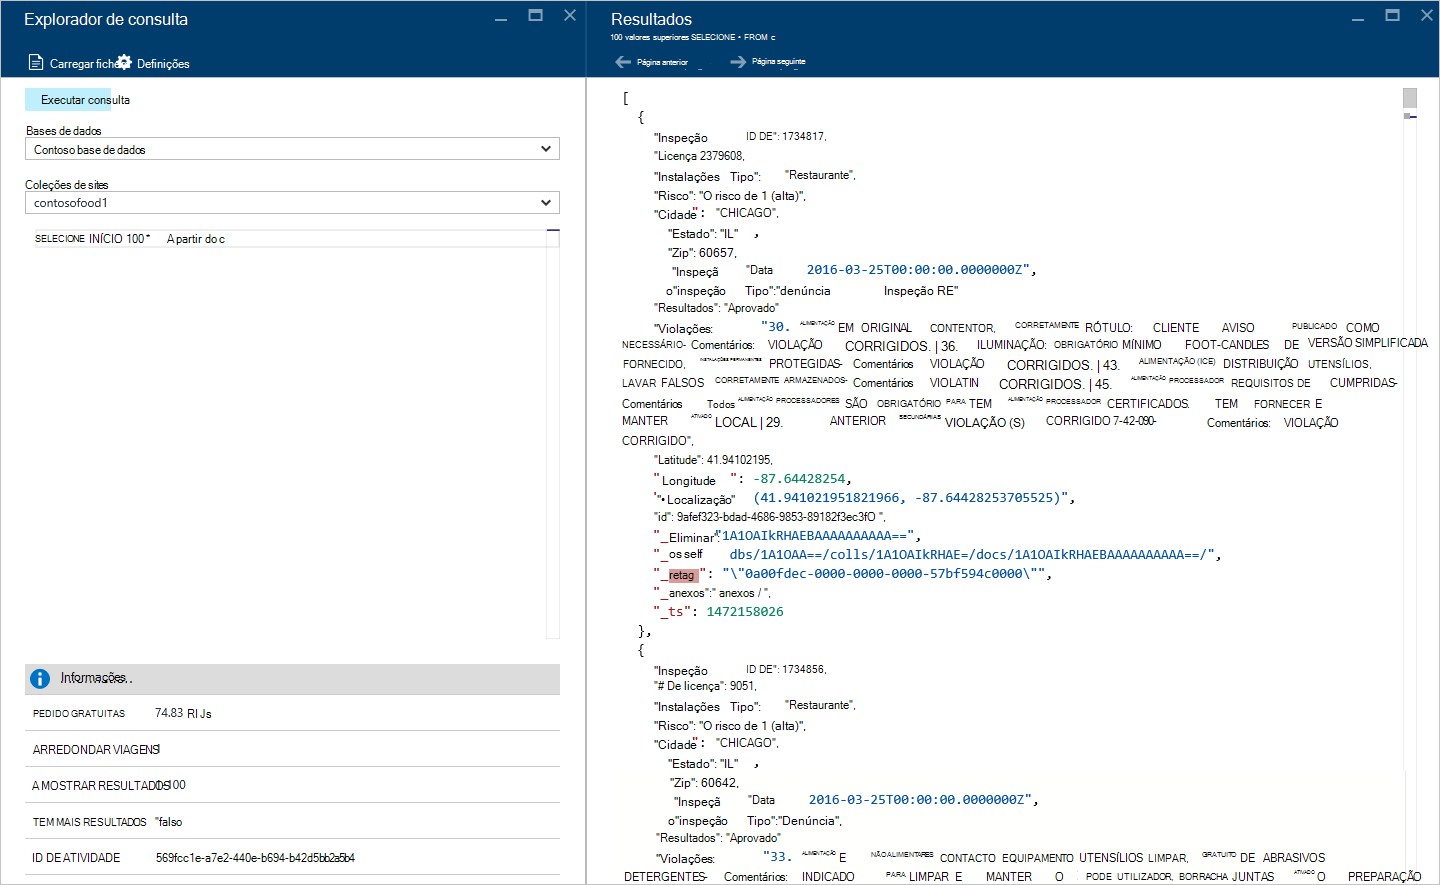 Explorador de consulta
Carregar fiche
Definições
Executar consulta
Bases de dados
Contoso base de dados
Coleções de sites
contosofood1
SELECIONE INÍCIO 100 * A partir do c
Informações
PEDIDO GRATUITAS 74.83 RI Js
ARREDONDAR VIAGENS
A MOSTRAR RESULTADOS 100
TEM MAIS RESULTADOS "falso
ID DE ATIVIDADE 569fcc1e-a7e2-440e-b694-b42d5bb2a5b4
Resultados
100 valores superiores SELECIONE * FROM c
Página anterior Página seguinte
[
{
"Inspeção ID DE": 1734817,
"Licença 2379608,
"Instalações Tipo": "Restaurante",
"Risco": "O risco de 1 (alta)",
"Cidade": "CHICAGO",
"Estado": "IL" ,
"Zip": 60657,
"Inspeçã "Data 2016-03-25T00:00:00.0000000Z",
o"inspeção Tipo":"denúncia Inspeção RE"
"Resultados": "Aprovado"
"Violações: "30. ALIMENTAÇÃO EM ORIGINAL CONTENTOR, CORRETAMENTE RÓTULO: CLIENTE AVISO PUBLICADO COMO
NECESSÁRIO- Comentários: VIOLAÇÃO CORRIGIDOS. | 36. ILUMINAÇÃO: OBRIGATÓRIO MÍNIMO FOOT-CANDLES DE VERSÃO SIMPLIFICADA
FORNECIDO, INSTALAÇÕES PERMANENTES PROTEGIDAS- Comentários VIOLAÇÃO CORRIGIDOS. | 43. ALIMENTAÇÃO (ICE) DISTRIBUIÇÃO UTENSÍLIOS,
LAVAR FALSOS CORRETAMENTE ARMAZENADOS- Comentários VIOLATIN CORRIGIDOS. | 45. ALIMENTAÇÃO PROCESSADOR REQUISITOS DE CUMPRIDAS-
Comentários Todos ALIMENTAÇÃO PROCESSADORES SÃO OBRIGATÓRIO PARA TEM ALIMENTAÇÃO PROCESSADOR CERTIFICADOS. TEM FORNECER E
MANTER ATIVADO LOCAL | 29. ANTERIOR SECUNDÁRIAS VIOLAÇÃO (S) CORRIGIDO 7-42-090- Comentários: VIOLAÇÃO
CORRIGIDO",
"Latitude": 41.94102195,
"Longitude ": -87.64428254,
"• Localização" (41.941021951821966, -87.64428253705525)",
"id": 9afef323-bdad-4686-9853-89182f3ec3fO ",
"_Eliminar":"1A1OAIkRHAEBAAAAAAAAAA==",
"_os self dbs/1A1OAA==/colls/1A1OAIkRHAE=/docs/1A1OAIkRHAEBAAAAAAAAAA==/",
"_retag ": "\"0a00fdec-0000-0000-0000-57bf594c0000\"",
"_anexos":" anexos / ",
"_ts": 1472158026
},
{
"Inspeção ID DE": 1734856,
"# De licença": 9051,
"Instalações Tipo": "Restaurante",
"Risco": "O risco de 1 (alta)",
"Cidade": "CHICAGO",
"Estado": "IL" ,
"Zip": 60642,
"Inspeçã "Data 2016-03-25T00:00:00.0000000Z",
o"inspeção Tipo":"Denúncia",
"Resultados": "Aprovado"
"Violações: "33. ALIMENTAÇÃO E NÃO ALIMENTARES CONTACTO EQUIPAMENTO UTENSÍLIOS LIMPAR, GRATUITO DE ABRASIVOS
DETERGENTES- Comentários: INDICADO PARA LIMPAR E MANTER O PODE UTILIZADOR, BORRACHA JUNTAS ATIVADO O PREPARAÇÃO